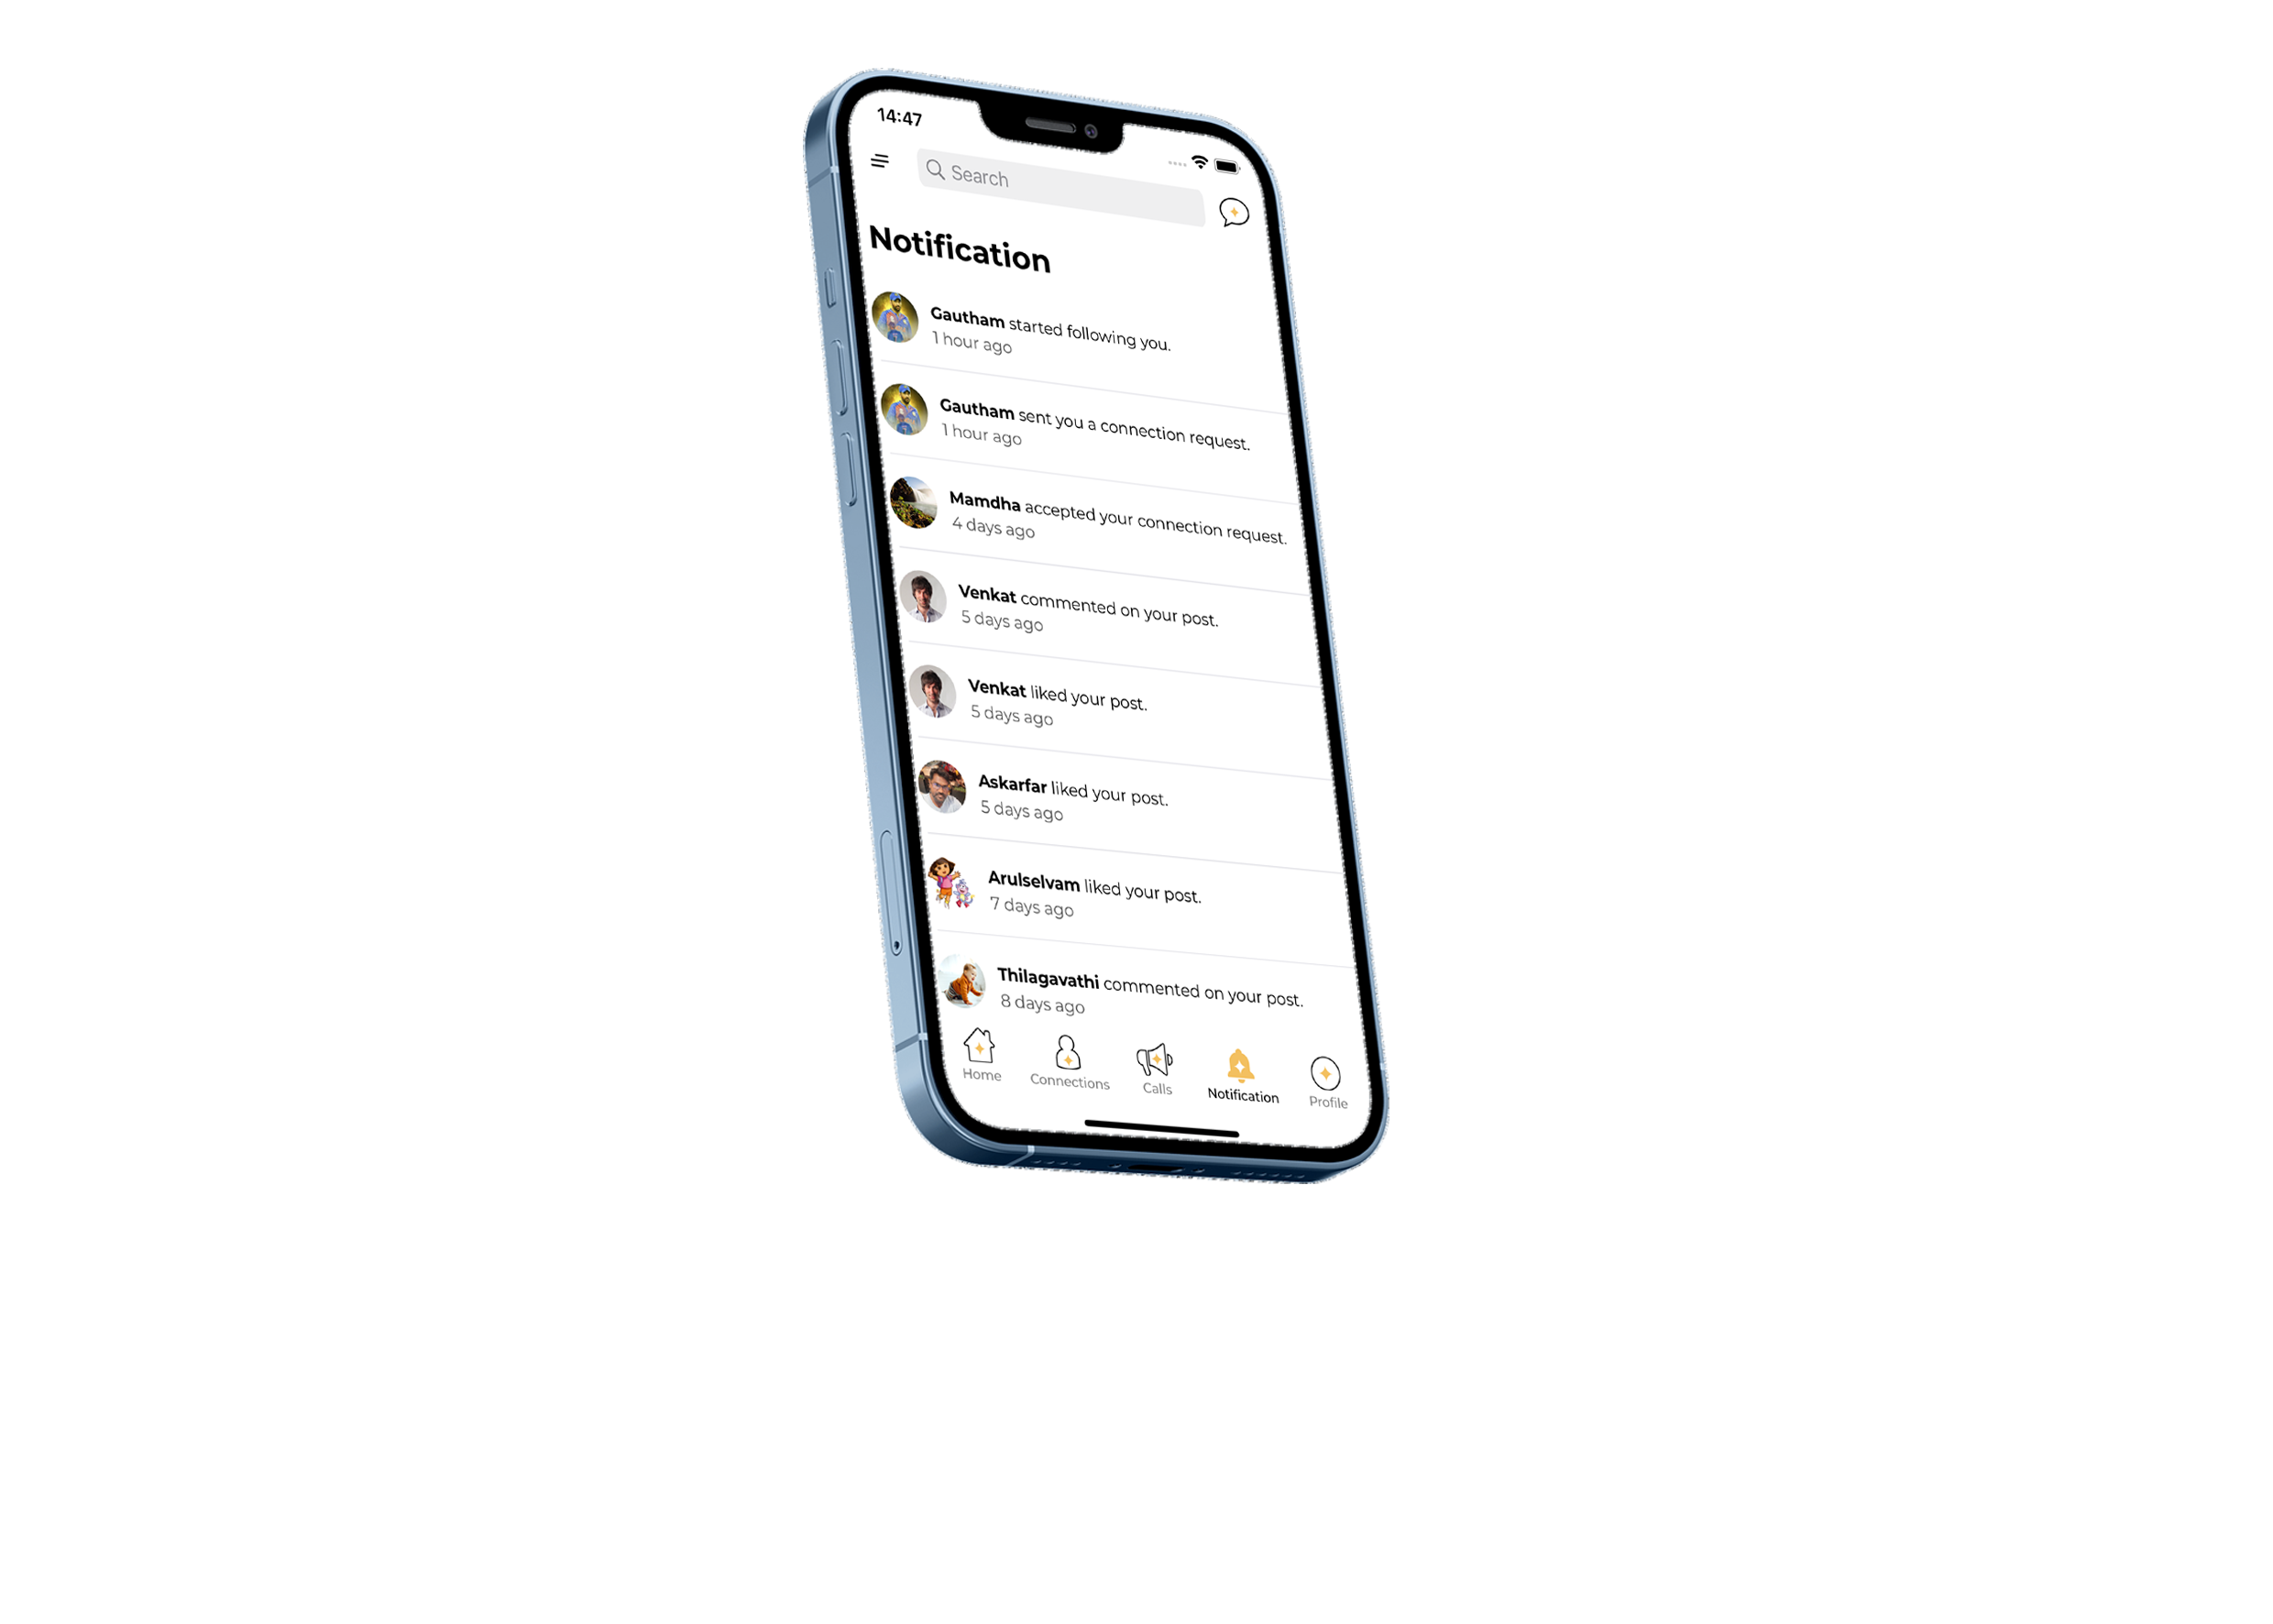 14:47
Search
Notification
Gautham started following you.
1 hour ago
Gautham sent you a connection request.
1 hour ago
Mamdha accepted your connection request.
4 days ago
Venkat commented on your post.
5 days ago
Venkat liked your post.
5 days ago
Askarfar liked your post.
5 days ago
Arulselvam liked your post.
7 days ago
Thilagavathi commented on your post.
8 days ago
Home
Connections
Calls
Notification
Profile